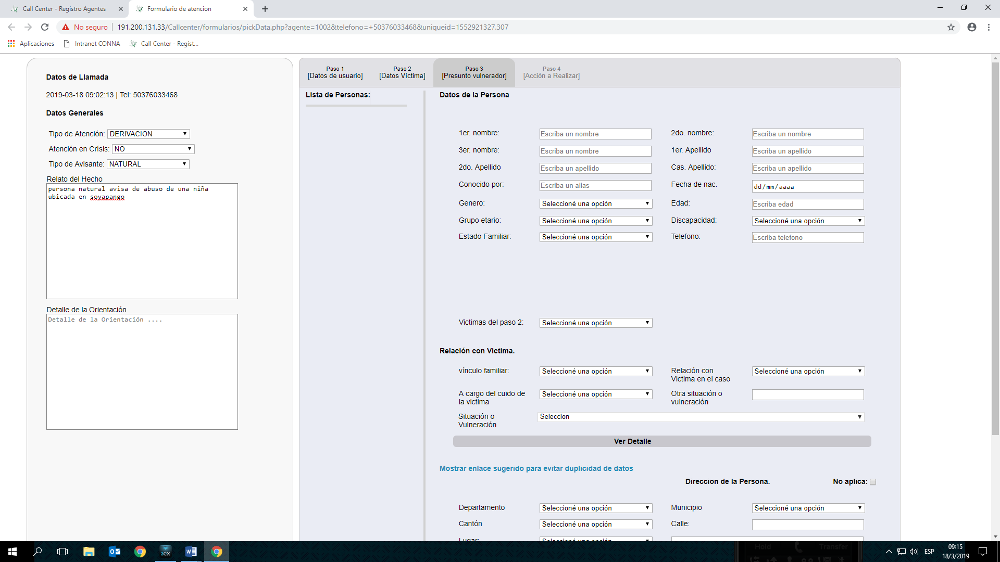 Call Center - Registro Agentes
Formulario de atencion
No seguro
191.200.131.33/Callcenter/formularios/pickData.php?agente=1002&telefono=+50376033468&uniqueid=1552921327.307
Aplicaciones
Intranet CONNA
Call Center - Regist...
Datos de Llamada
2019-03-18 09:02:13 | Tel: 50376033468
Datos Generales
Tipo de Atención: DERIVACION
Atención en Crísis: NO
Tipo de Avisante: NATURAL
Relato del Hecho
persona natural avisa de abuso de una niña
ubicada en soyapango
Detalle de la Orientación
Detalle de la Orientación ....
Paso 1
[Datos de usuario]
Paso 2
[Datos Víctima]
Paso 3
[Presunto vulnerador]
Paso 4
[Acción a Realizar]
Lista de Personas:
Datos de la Persona
1er. nombre: Escriba un nombre 2do. nombre: Escriba un nombre
3er. nombre: Escriba un nombre 1er. Apellido Escriba un apellido
2do. Apellido Escriba un apellido Cas. Apellido: Escriba un apellido
Conocido por: Escriba un alias Fecha de nac. dd/mm/aaaa
Genero: Seleccioné una opción Edad: Escriba edad
Grupo etario: Seleccioné una opción Discapacidad: Seleccioné una opción
Estado Familiar: Seleccioné una opción Telefono: Escriba telefono
Victimas del paso 2: Seleccioné una opción
Relación con Victima.
vínculo familiar: Seleccioné una opción
Relación con
Victima en el caso
Seleccioné una opción
A cargo del cuido de
la victima
Seleccioné una opción
Otra situación o
vulneración
Situación o
Vulneración
Seleccion
Ver Detalle
Mostrar enlace sugerido para evitar duplicidad de datos
Direccion de la Persona. No aplica:
Departamento Seleccioné una opción Municipio Seleccioné una opción
Cantón Seleccioné una opción Calle:
Lugar: Seleccioné una opción
3CX
Hold
Transfer
ESP
09:15
18/3/2019